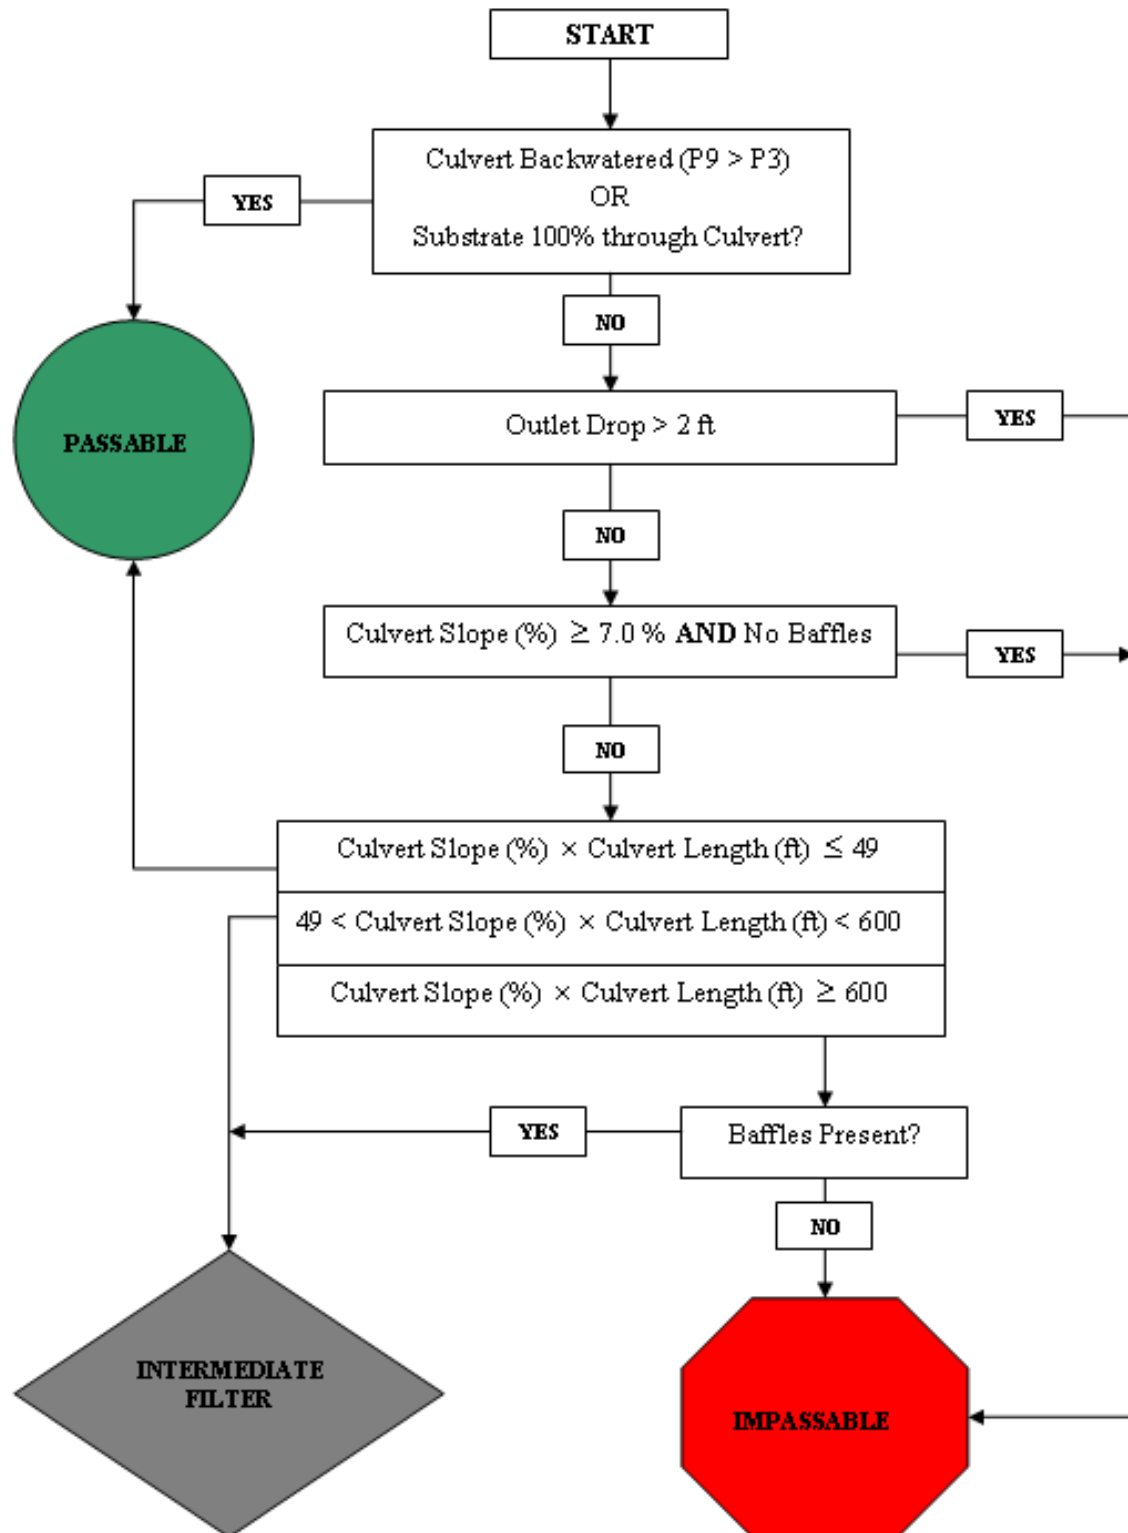 START
Culvert Backwatered (P9 > P3)
OR
Substrate 100% through Culvert?
YES
NO
PASSABLE
Outlet Drop > 2 ft
YES
NO
Culvert Slope (%) ≥ 7.0 % AND No Baffles
YES
NO
Culvert Slope (%) × Culvert Length (ft) ≤ 49
49 < Culvert Slope (%) × Culvert Length (ft) < 600
Culvert Slope (%) × Culvert Length (ft) ≥ 600
YES
Baffles Present?
NO
INTERMEDIATE
FILTER
IMPASSABLE